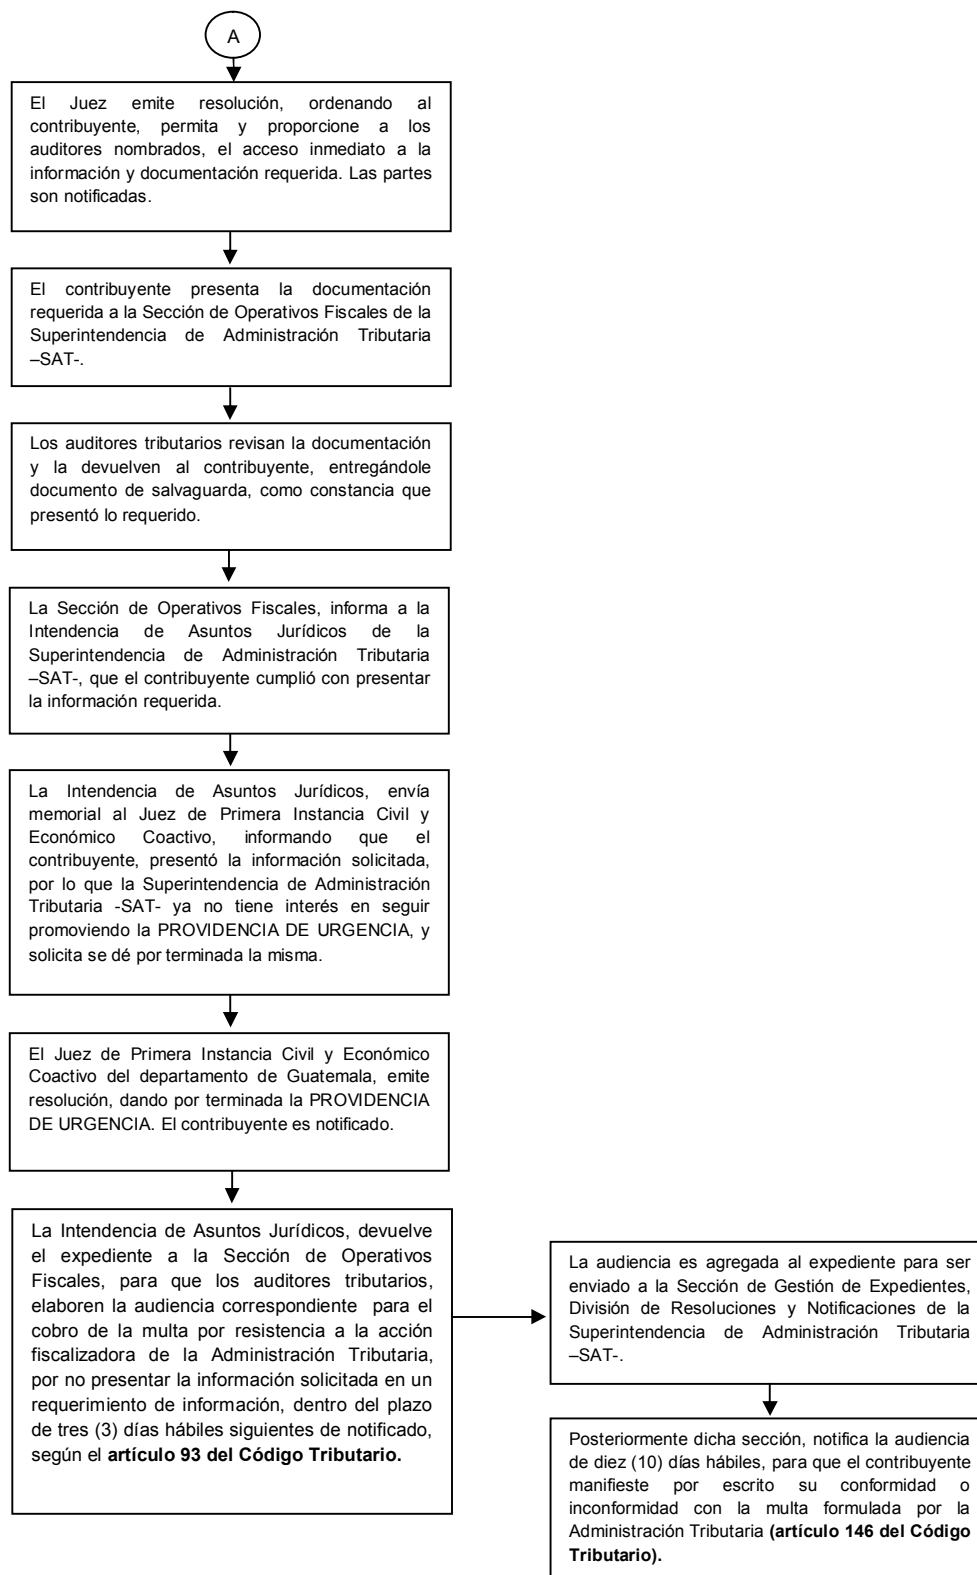 A
El Juez emite resolución, ordenando al
contribuyente, permita y proporcione a los
auditores nombrados, el acceso inmediato a la
información y documentación requerida. Las partes
son notificadas.
El contribuyente presenta la documentación
requerida a la Sección de Operativos Fiscales de la
Superintendencia de Administración Tributaria
–SAT-.
Los auditores tributarios revisan la documentación
y la devuelven al contribuyente, entregándole
documento de salvaguarda, como constancia que
presentó lo requerido.
La Sección de Operativos Fiscales, informa a la
Intendencia de Asuntos Jurídicos de la
Superintendencia de Administración Tributaria
–SAT-, que el contribuyente cumplió con presentar
la información requerida.
La Intendencia de Asuntos Jurídicos, envía
memorial al Juez de Primera Instancia Civil y
Económico Coactivo, informando que el
contribuyente, presentó la información solicitada,
por lo que la Superintendencia de Administración
Tributaria -SAT- ya no tiene interés en seguir
promoviendo la PROVIDENCIA DE URGENCIA, y
solicita se dé por terminada la misma.
El Juez de Primera Instancia Civil y Económico
Coactivo del departamento de Guatemala, emite
resolución, dando por terminada la PROVIDENCIA
DE URGENCIA. El contribuyente es notificado.
La Intendencia de Asuntos Jurídicos, devuelve
el expediente a la Sección de Operativos
Fiscales, para que los auditores tributarios,
elaboren la audiencia correspondiente para el
cobro de la multa por resistencia a la acción
fiscalizadora de la Administración Tributaria,
por no presentar la información solicitada en un
requerimiento de información, dentro del plazo
de tres (3) días hábiles siguientes de notificado,
según el artículo 93 del Código Tributario.
La audiencia es agregada al expediente para ser
enviado a la Sección de Gestión de Expedientes,
División de Resoluciones y Notificaciones de la
Superintendencia de Administración Tributaria
–SAT-.
Posteriormente dicha sección, notifica la audiencia
de diez (10) días hábiles, para que el contribuyente
manifieste por escrito su conformidad o
inconformidad con la multa formulada por la
Administración Tributaria (artículo 146 del Código
Tributario).